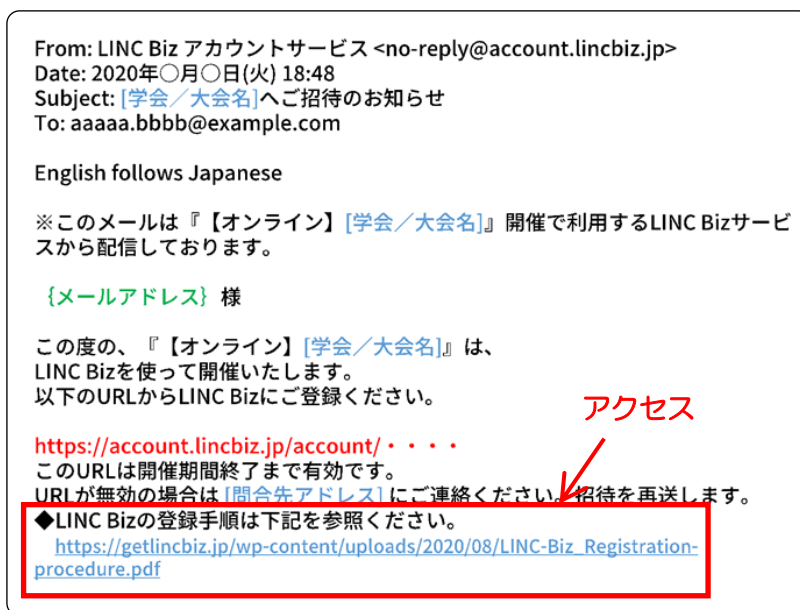 From: LINC Biz アカウントサービス <no-reply@account.lincbiz.jp>
Date: 2020年○月○日(火) 18:48
Subject: [学会／大会名]へご招待のお知らせ
To: aaaaa.bbbb@example.com
English follows Japanese
※このメールは『【オンライン】[学会／大会名]』開催で利用するLINC Bizサービ
スから配信しております。
{メールアドレス} 様
この度の、『【オンライン】[学会／大会名]』は、
LINC Bizを使って開催いたします。
以下のURLからLINC Bizにご登録ください。
アクセス
https://account.lincbiz.jp/account/・・・・
このURLは開催期間終了まで有効です。
URLが無効の場合は [問合先アドレス] にご連絡ください。招待を再送します。
◆LINC Bizの登録手順は下記を参照ください。
https://getlincbiz.jp/wp-content/uploads/2020/08/LINC-Biz_Registration-
procedure.pdf